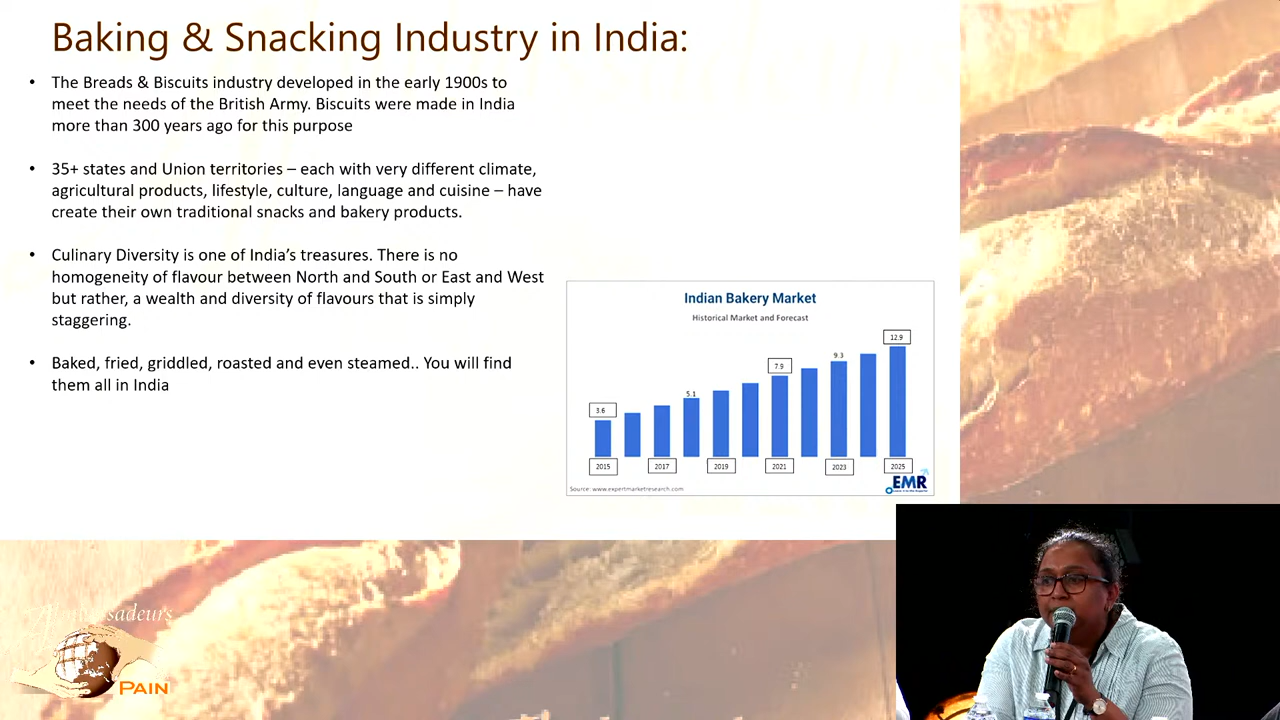 Baking & Snacking Industry in India:
• The Breads & Biscuits industry developed in the early 1900s to
meet the needs of the British Army. Biscuits were made in India
more than 300 years ago for this purpose
• 35+ states and Union territories – each with very different climate,
agricultural products, lifestyle, culture, language and cuisine – have
create their own traditional snacks and bakery products.
• Culinary Diversity is one of India’s treasures. There is no
homogeneity of flavour between North and South or East and West
but rather, a wealth and diversity of flavours that is simply
staggering.
• Baked, fried, griddled, roasted and even steamed.. You will find
them all in India
Indian Bakery Market
Historical Market and Forecast
3.6
5.1
7.9
9.3
12.9
2015
2017
2019
2021
2023
2025
Source: www.expertmarketresearch.com
EMR
Ambassadeurs
PAIN